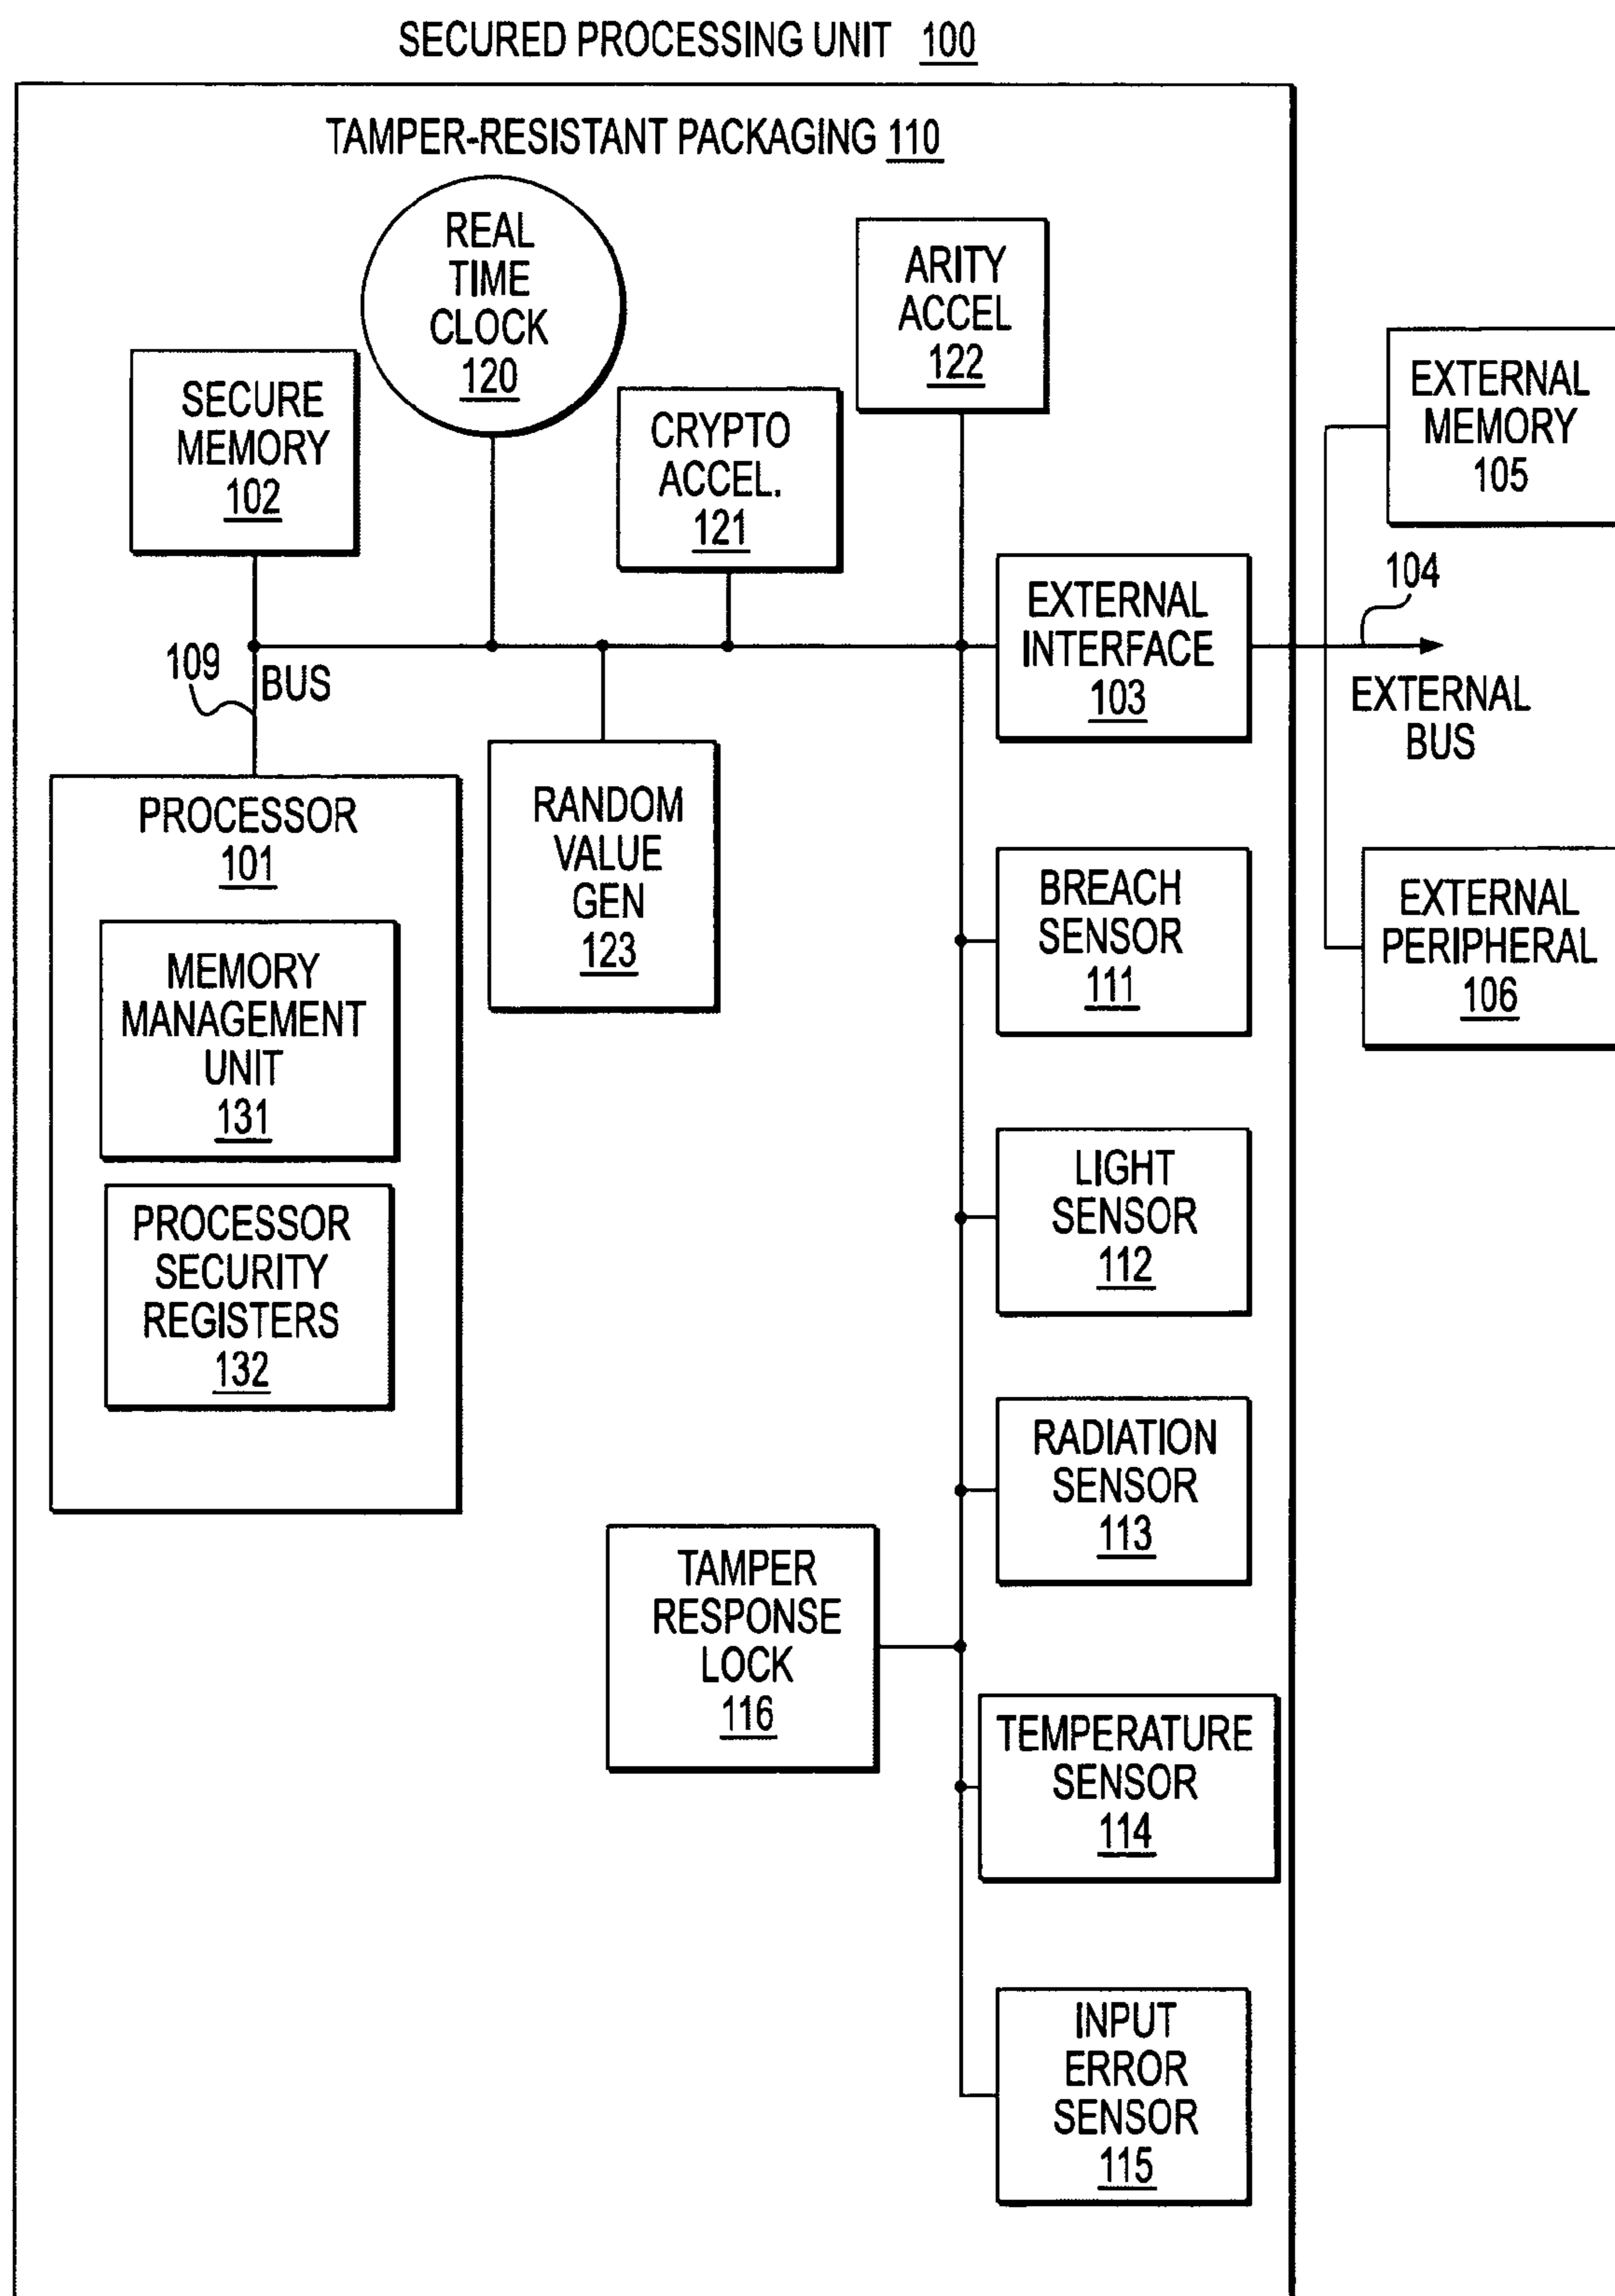 SECURED PROCESSING UNIT 100
TAMPER-RESISTANT PACKAGING 110
REAL
TIME
CLOCK
120
ARITY
ACCEL
122
SECURE
MEMORY
102
CRYPTO
ACCEL.
121
EXTERNAL
MEMORY
105
EXTERNAL
INTERFACE
103
104
EXTERNAL
BUS
109
BUS
PROCESSOR
101
MEMORY
MANAGEMENT
UNIT
131
PROCESSOR
SECURITY
REGISTERS
132
RANDOM
VALUE
GEN
123
BREACH
SENSOR
111
EXTERNAL
PERIPHERAL
106
LIGHT
SENSOR
112
RADIATION
SENSOR
113
TAMPER
RESPONSE
LOCK
116
TEMPERATURE
SENSOR
114
INPUT
ERROR
SENSOR
115